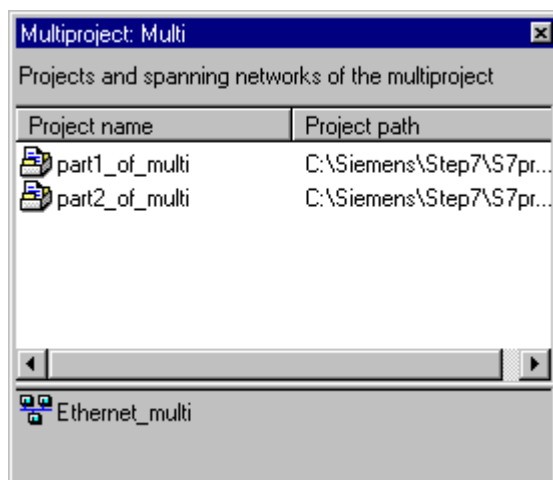 Multiproject: Multi
Projects and spanning networks of the multiproject
Project name Project path
part1_of_multi C:\Siemens\Step7\S7pr...
part2_of_multi C:\Siemens\Step7\S7pr...
Ethernet_multi